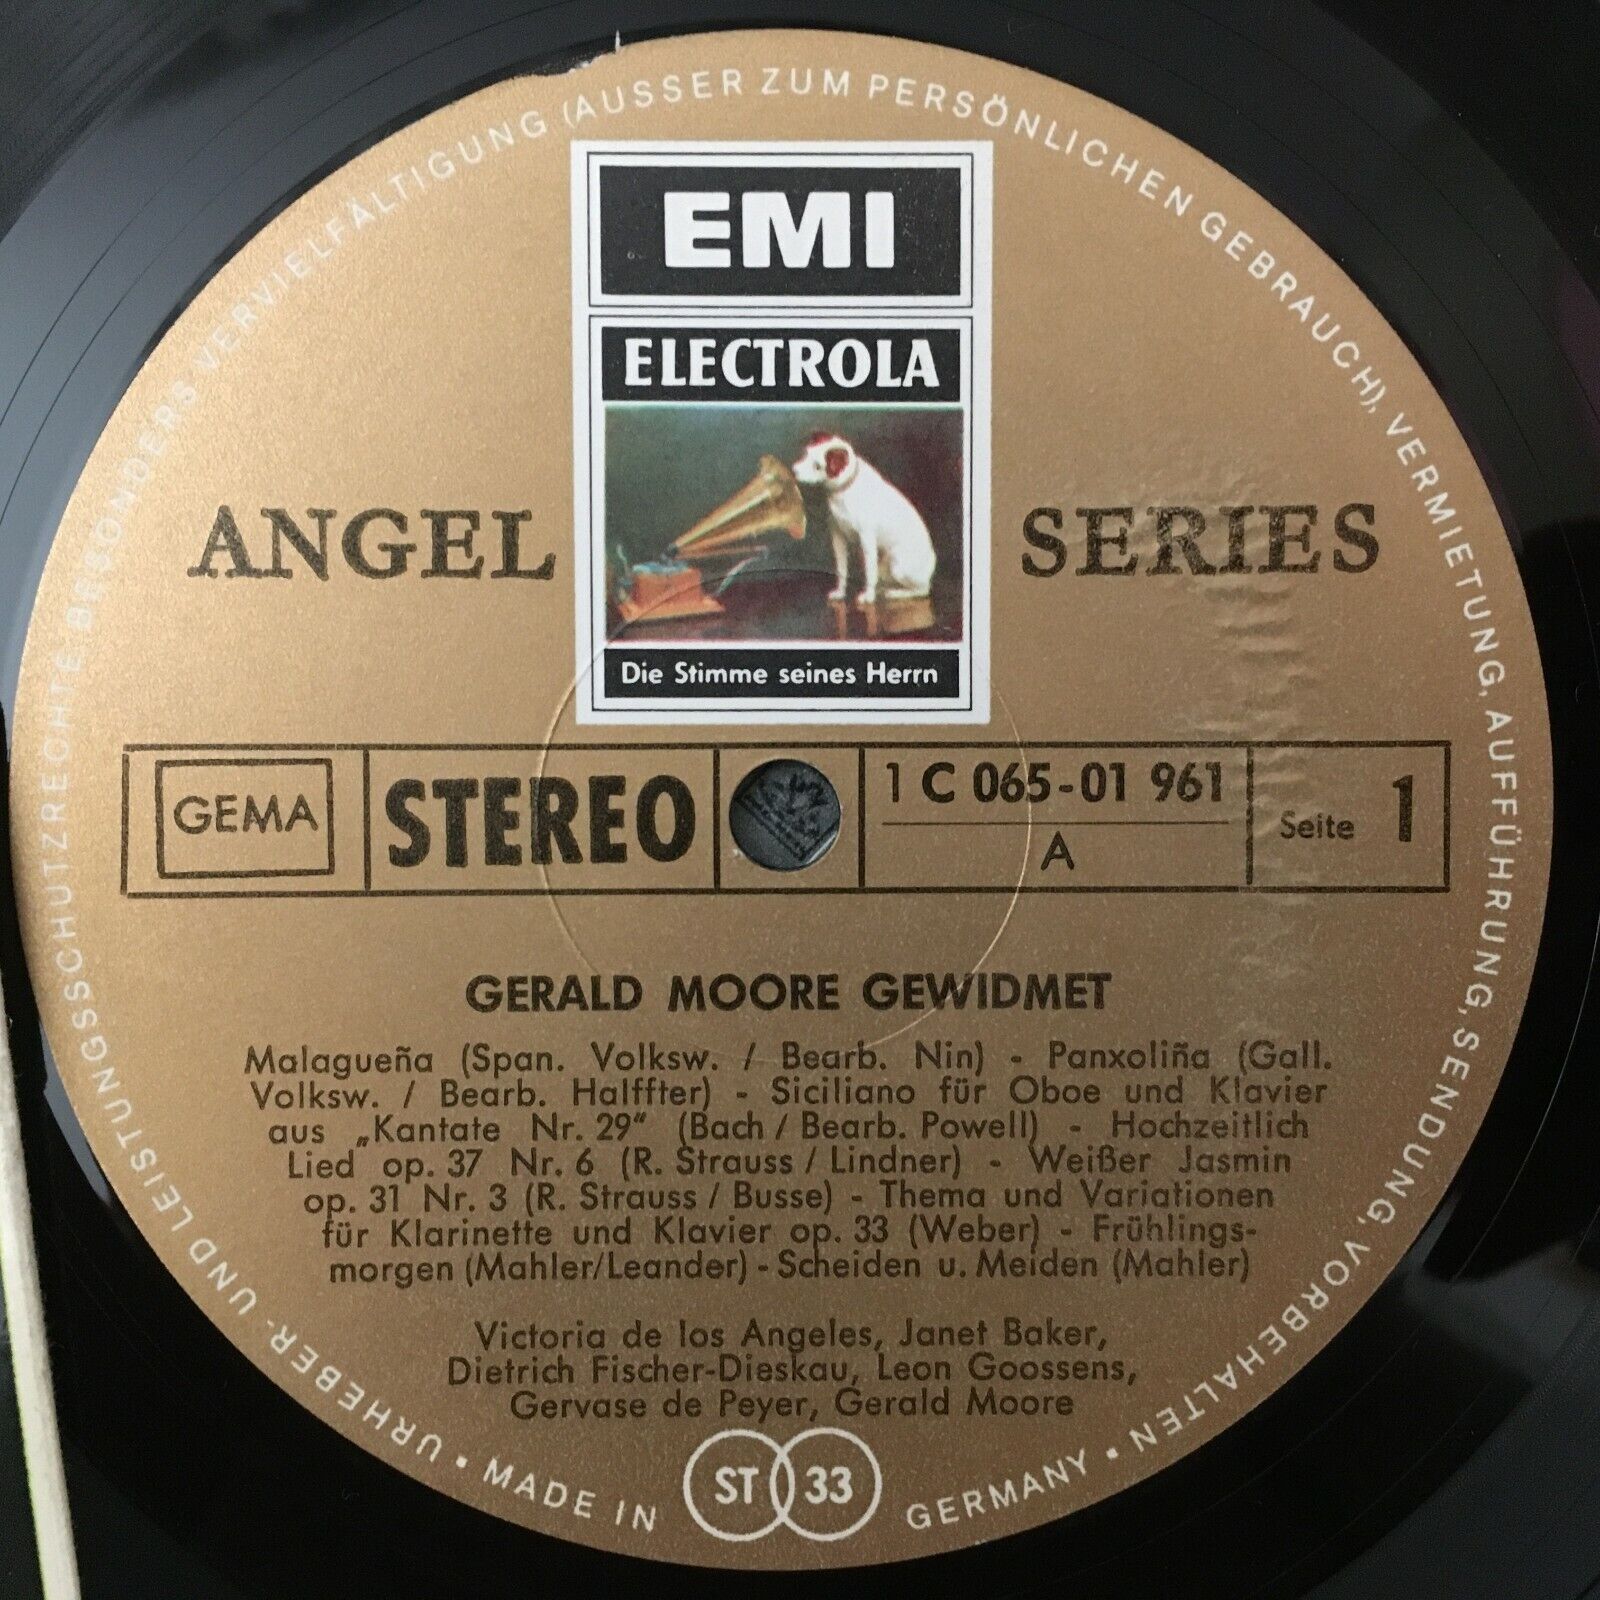 EMI
ELECTROLA
Die Stimme seines Herrn
ANGEL SERIES
GEMA
STEREO
1 C 065-01 961
A
Seite 1
GERALD MOORE GEWIDMET
Malagueña (Span. Volksw. / Bearb. Nin) - Panxoliña (Gall.
Volksw. / Bearb. Halffter) - Siciliano für Oboe und Klavier
aus „Kantate Nr. 29“ (Bach / Bearb. Powell) - Hochzeitlich
Lied op. 37 Nr. 6 (R. Strauss / Lindner) - Weißer Jasmin
op. 31 Nr. 3 (R. Strauss / Busse) - Thema und Variationen
für Klarinette und Klavier op. 33 (Weber) - Frühlings-
morgen (Mahler/Leander) - Scheiden u. Meiden (Mahler)
Victoria de los Angeles, Janet Baker,
Dietrich Fischer-Dieskau, Leon Goossens,
Gervase de Peyer, Gerald Moore
ST 33
URHEBER- UND LEISTUNGSSCHUTZRECHTE BESONDERS VERVIELFÄLTIGUNG (AUSSER ZUM PERSÖNLICHEN GEBRAUCH), VERMIETUNG, AUFFÜHRUNG, SENDUNG, VORBEHALTEN •
MADE IN GERMANY •